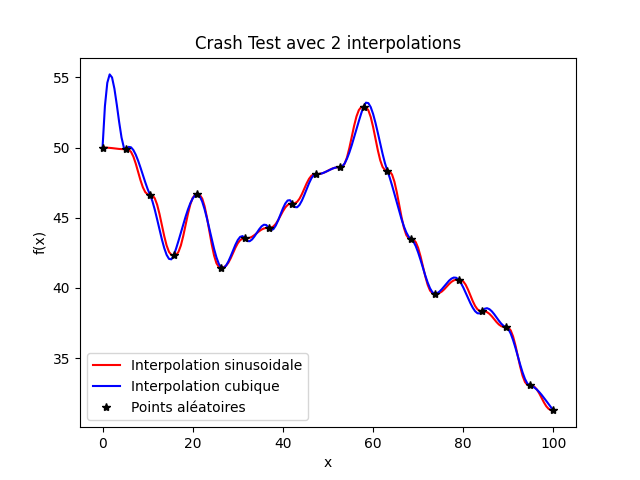 Crash Test avec 2 interpolations
55
50
45
40
35
f(x)
Interpolation sinusoidale
Interpolation cubique
Points aléatoires
0 20 40 60 80 100
x